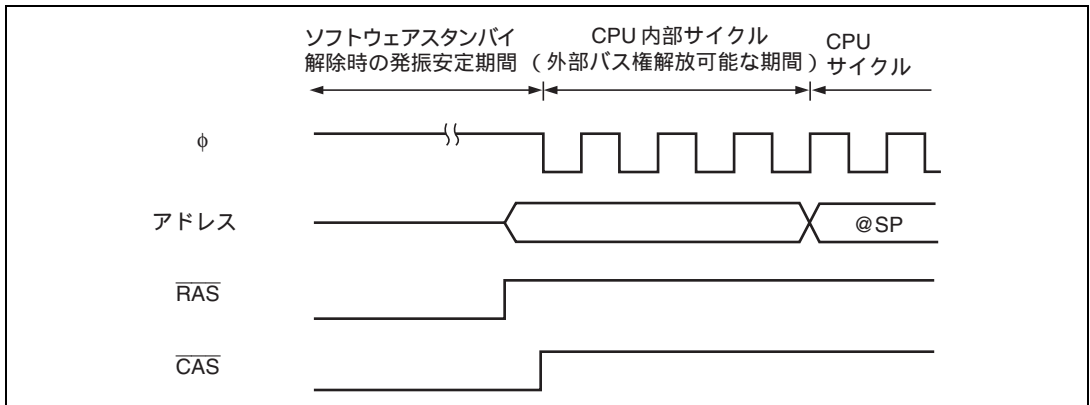 ソフトウェアスタンバイ
解除時の発振安定期間
CPU 内部サイクル
( 外部バス権解放可能な期間 )
CPU
サイクル
φ
アドレス
@SP
RAS
CAS